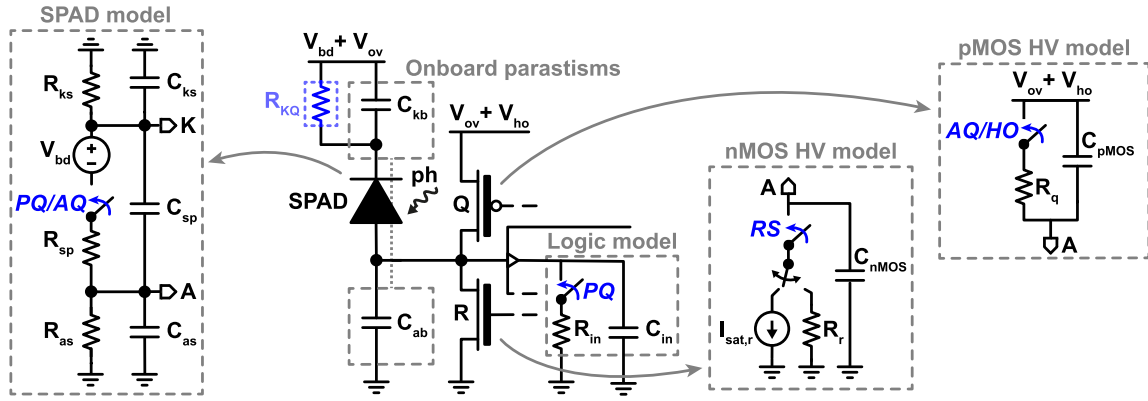 SPAD model
R_ks
C_ks
K
V_bd
+
−
PQ/AQ
C_sp
R_sp
A
R_as
C_as
V_bd + V_ov
Onboard parastisms
R_KQ
C_kb
V_ov + V_ho
ph
SPAD
Q
Logic model
PQ
R
C_ab
R_in
C_in
nMOS HV model
A
RS
C_nMOS
I_sat,r
R_r
pMOS HV model
V_ov + V_ho
AQ/HO
C_pMOS
R_q
A